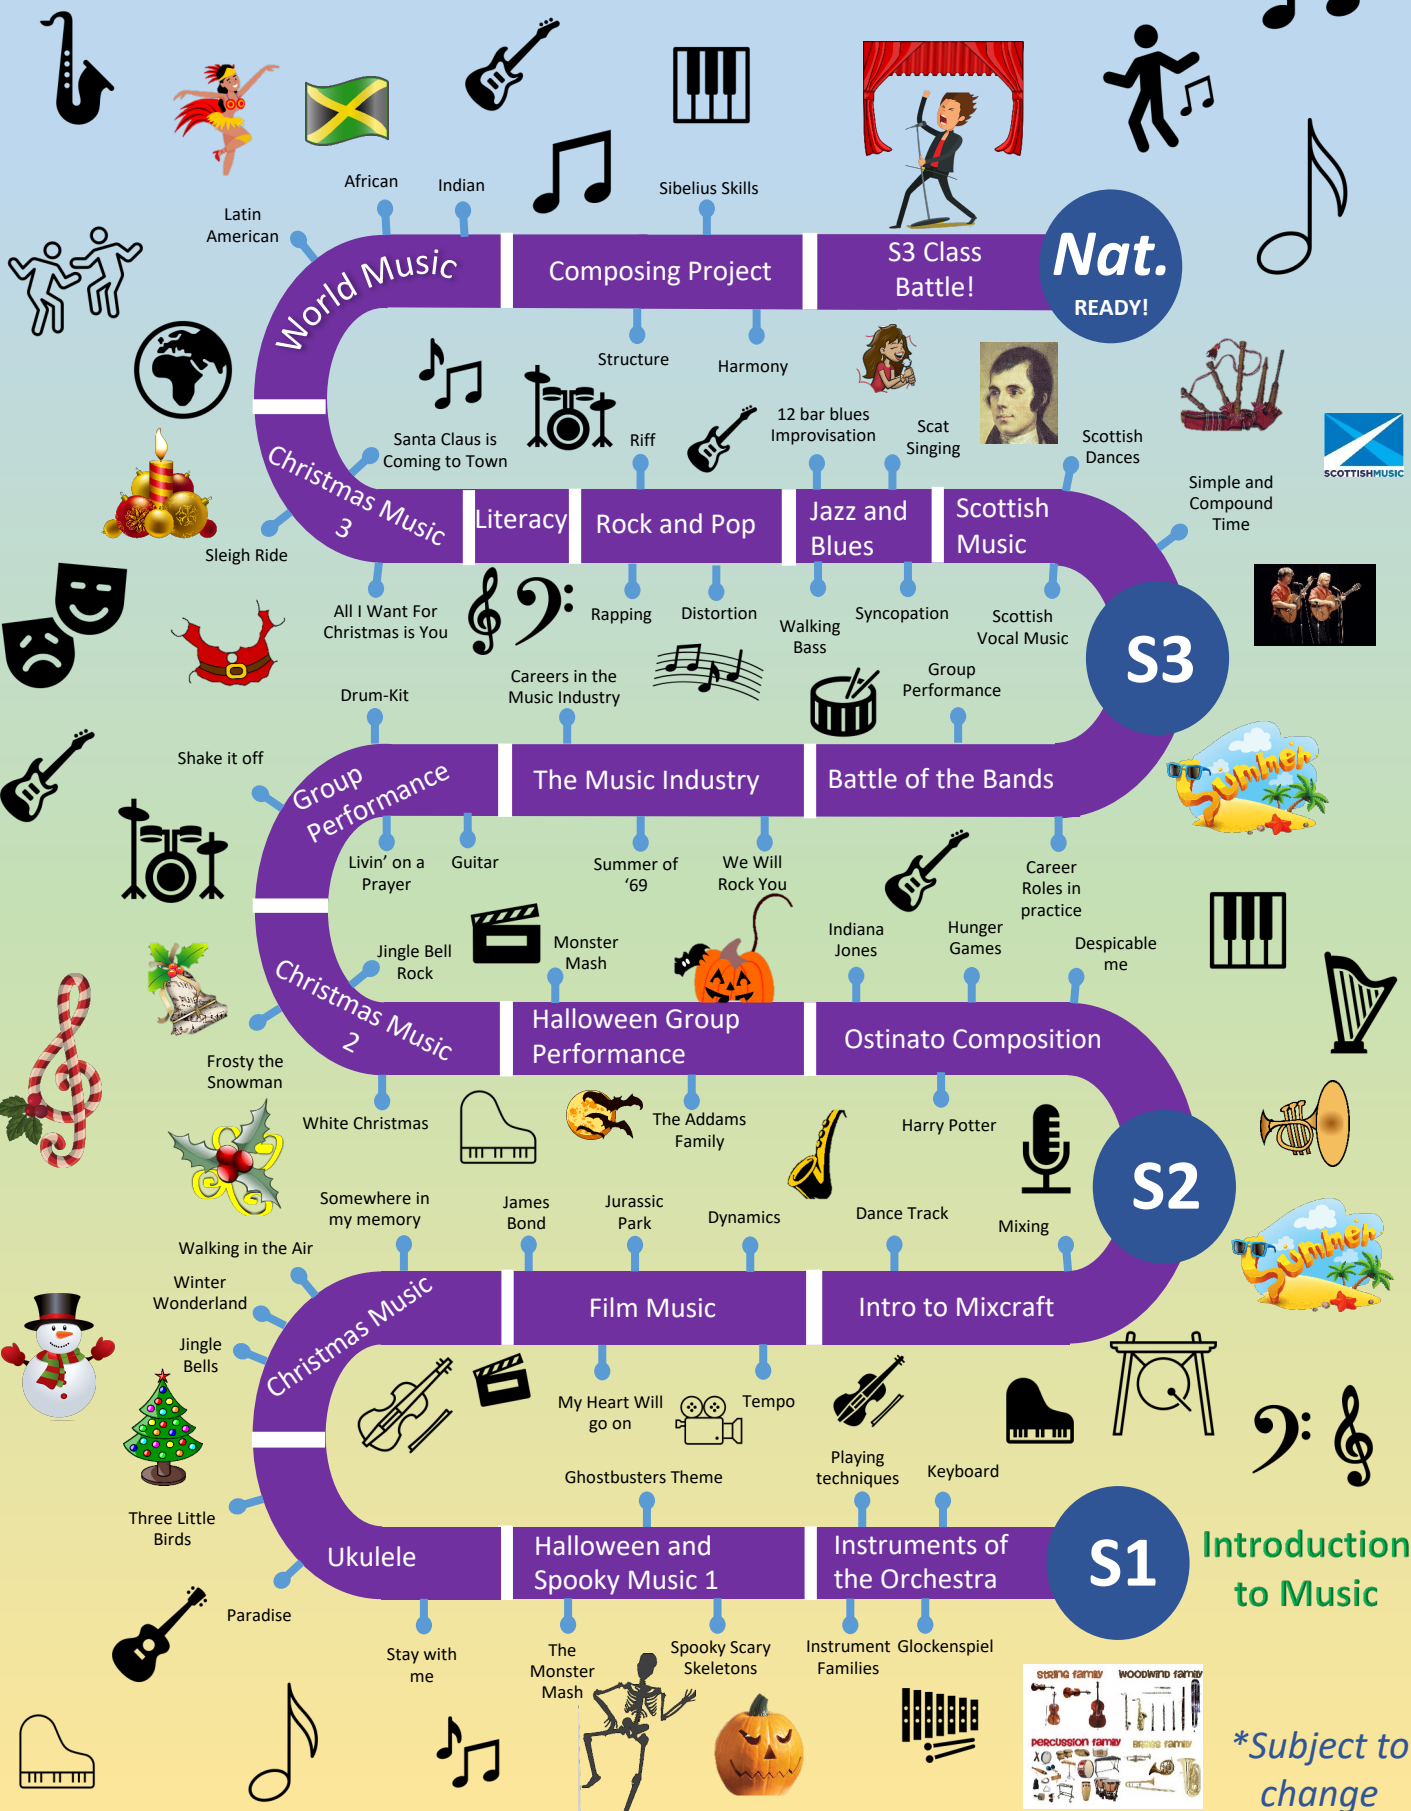 African
Indian
Sibelius Skills
Latin
American
World Music
Composing Project
S3 Class
Battle!
Nat.
READY!
Structure
Harmony
12 bar blues
Improvisation
Scat
Singing
Santa Claus is
Coming to Town
Riff
Scottish
Dances
SCOTTISHMUSIC
Simple and
Compound
Time
Christmas Music
3
Literacy
Rock and Pop
Jazz and
Blues
Scottish
Music
Sleigh Ride
All I Want For
Christmas is You
Rapping
Distortion
Walking
Bass
Syncopation
Scottish
Vocal Music
S3
Careers in the
Music Industry
Group
Performance
Drum-Kit
Shake it off
Group
Performance
The Music Industry
Battle of the Bands
Summer
Livin' on a
Prayer
Guitar
Summer of
‘69
We Will
Rock You
Career
Roles in
practice
Jingle Bell
Rock
Monster
Mash
Indiana
Jones
Hunger
Games
Despicable
me
Christmas Music
2
Halloween Group
Performance
Ostinato Composition
Frosty the
Snowman
White Christmas
The Addams
Family
Harry Potter
S2
Somewhere in
my memory
James
Bond
Jurassic
Park
Dynamics
Dance Track
Mixing
Summer
Walking in the Air
Winter
Wonderland
Jingle
Bells
Christmas Music
Film Music
Intro to Mixcraft
My Heart Will
go on
Tempo
Ghostbusters Theme
Playing
techniques
Keyboard
Three Little
Birds
Ukulele
Halloween and
Spooky Music 1
Instruments of
the Orchestra
S1
Introduction
to Music
Paradise
Stay with
me
The
Monster
Mash
Spooky Scary
Skeletons
Instrument
Families
Glockenspiel
STRING FAMILY
WOODWIND FAMILY
PERCUSSION FAMILY
BRASS FAMILY
*Subject to
change